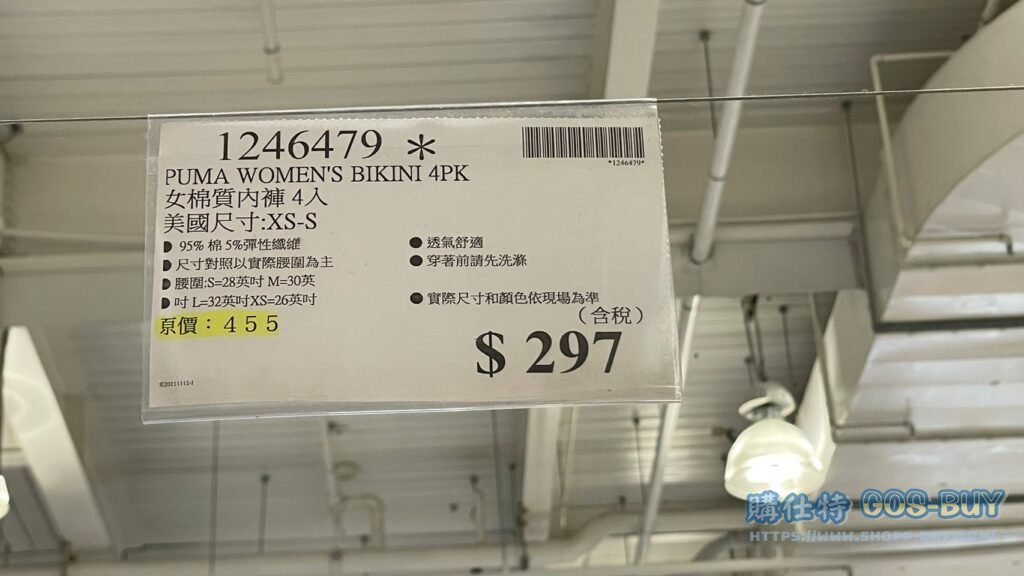 1246479 *
*1246479*
PUMA WOMEN'S BIKINI 4PK
女棉質內褲 4入
美國尺寸:XS-S
95% 棉 5%彈性纖維
尺寸對照以實際腰圍為主
腰圍:S=28英吋 M=30英
吋 L=32英吋XS=26英吋
原價：４５５
透氣舒適
穿著前請先洗滌
實際尺寸和顏色依現場為準
（含稅）
$ 297
購仕特 GOS-BUY